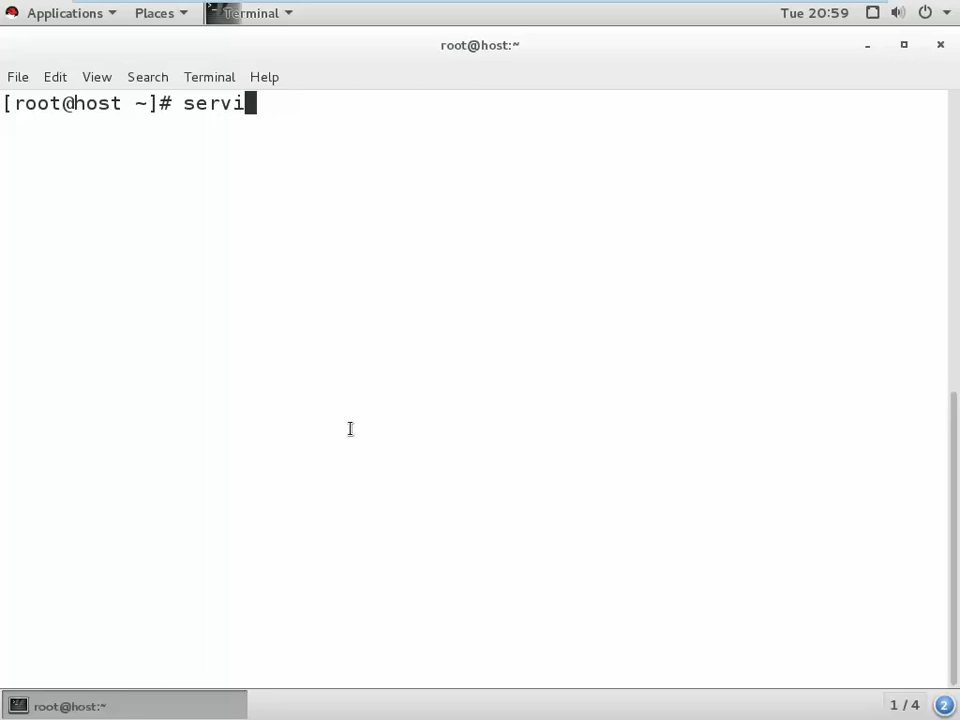 Applications Places Terminal Tue 20:59
root@host:~
File Edit View Search Terminal Help
[root@host ~]# servi
root@host:~ 1 / 4 2